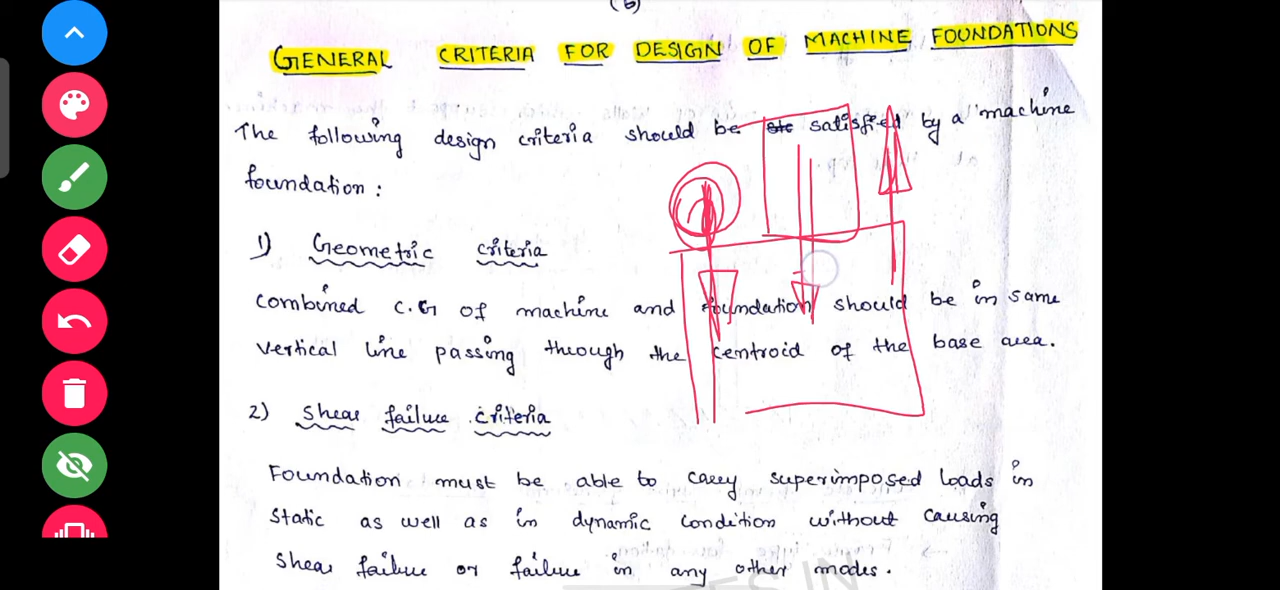 (6)
GENERAL CRITERIA FOR DESIGN OF MACHINE FOUNDATIONS
The following design criteria should be satisfied by a machine
foundation :
1) Geometric criteria
combined C.G of machine and foundation should be in same
vertical line passing through the centroid of the base area.
2) Shear failure criteria
Foundation must be able to carry superimposed loads in
static as well as in dynamic condition without causing
shear failure or failure in any other modes.